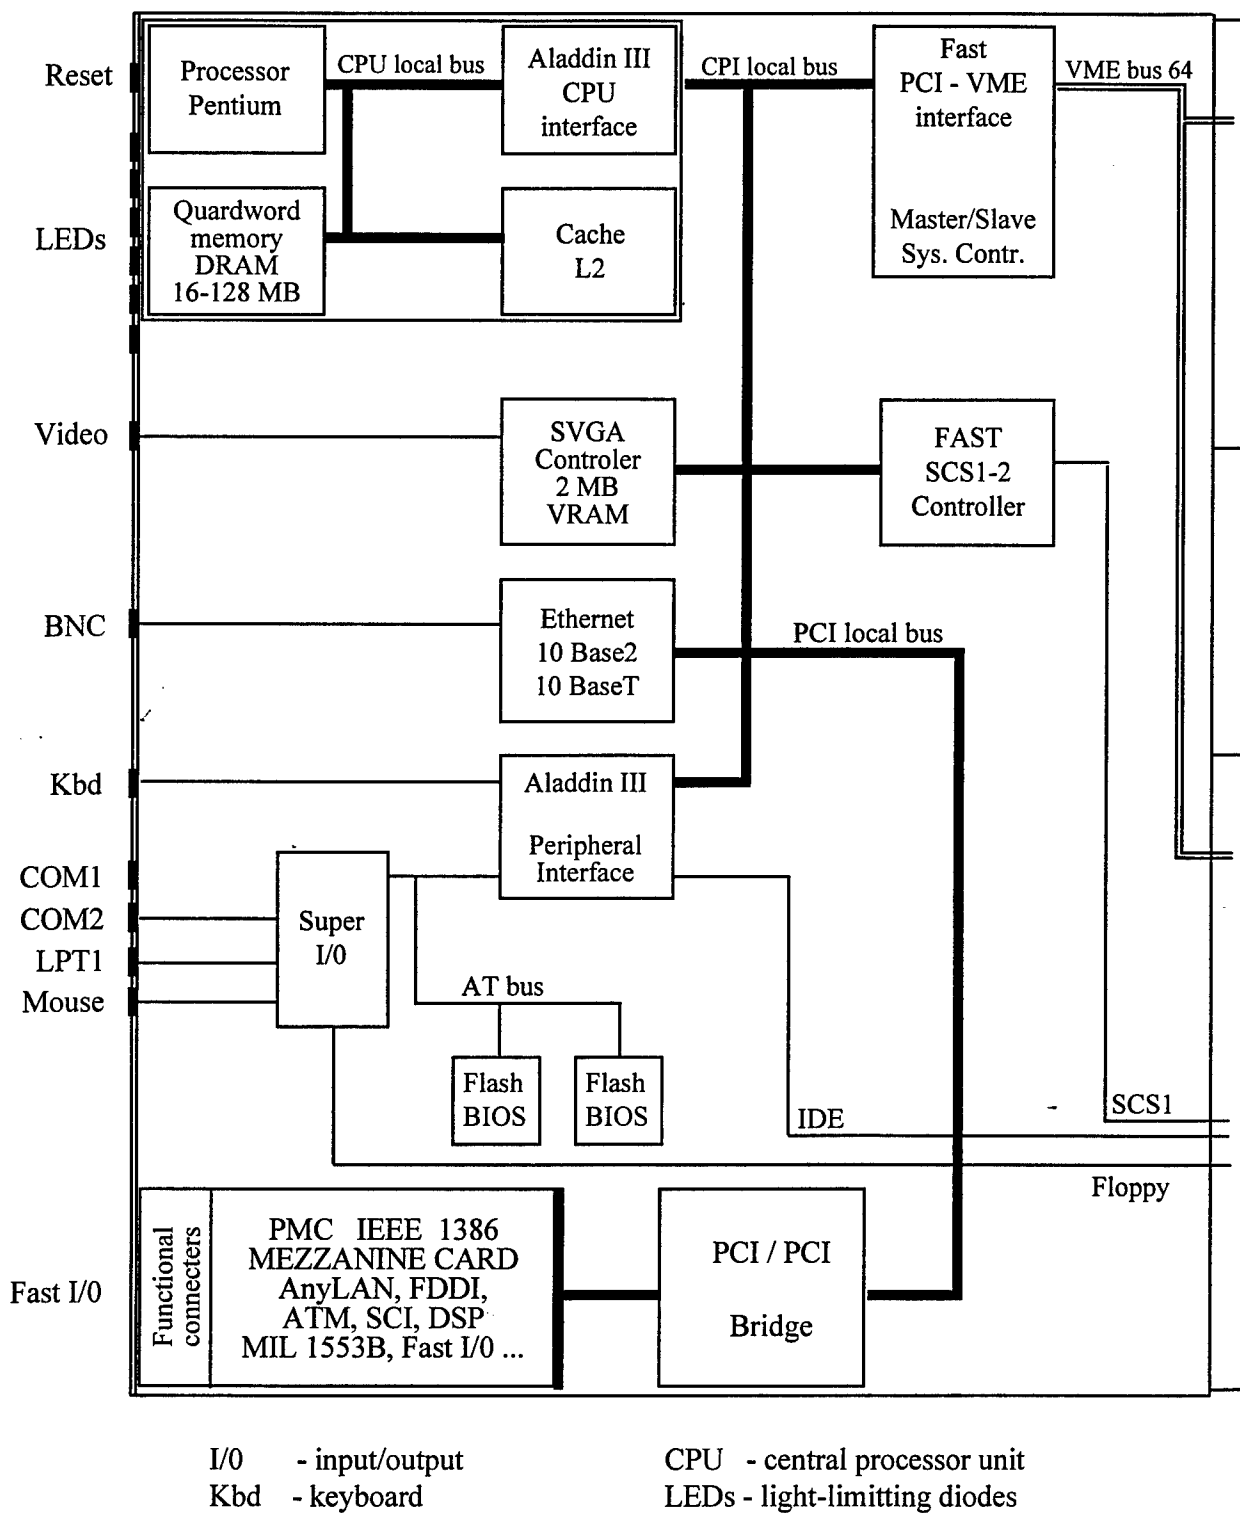 Reset
Processor
Pentium
CPU local bus
Aladdin III
CPU
interface
CPI local bus
Fast
PCI - VME
interface
Master/Slave
Sys. Contr.
VME bus 64
LEDs
Quardword
memory
DRAM
16-128 MB
Cache
L2
Video
SVGA
Controler
2 MB
VRAM
FAST
SCS1-2
Controller
BNC
Ethernet
10 Base2
10 BaseT
PCI local bus
Kbd
Aladdin III
Peripheral
Interface
COM1
COM2
LPT1
Mouse
Super
I/0
AT bus
Flash
BIOS
Flash
BIOS
SCS1
IDE
Floppy
Fast I/0
Functional
connecters
PMC IEEE 1386
MEZZANINE CARD
AnyLAN, FDDI,
ATM, SCI, DSP
MIL 1553B, Fast I/0 ...
PCI / PCI
Bridge
I/0 - input/output
Kbd - keyboard
CPU - central processor unit
LEDs - light-limitting diodes